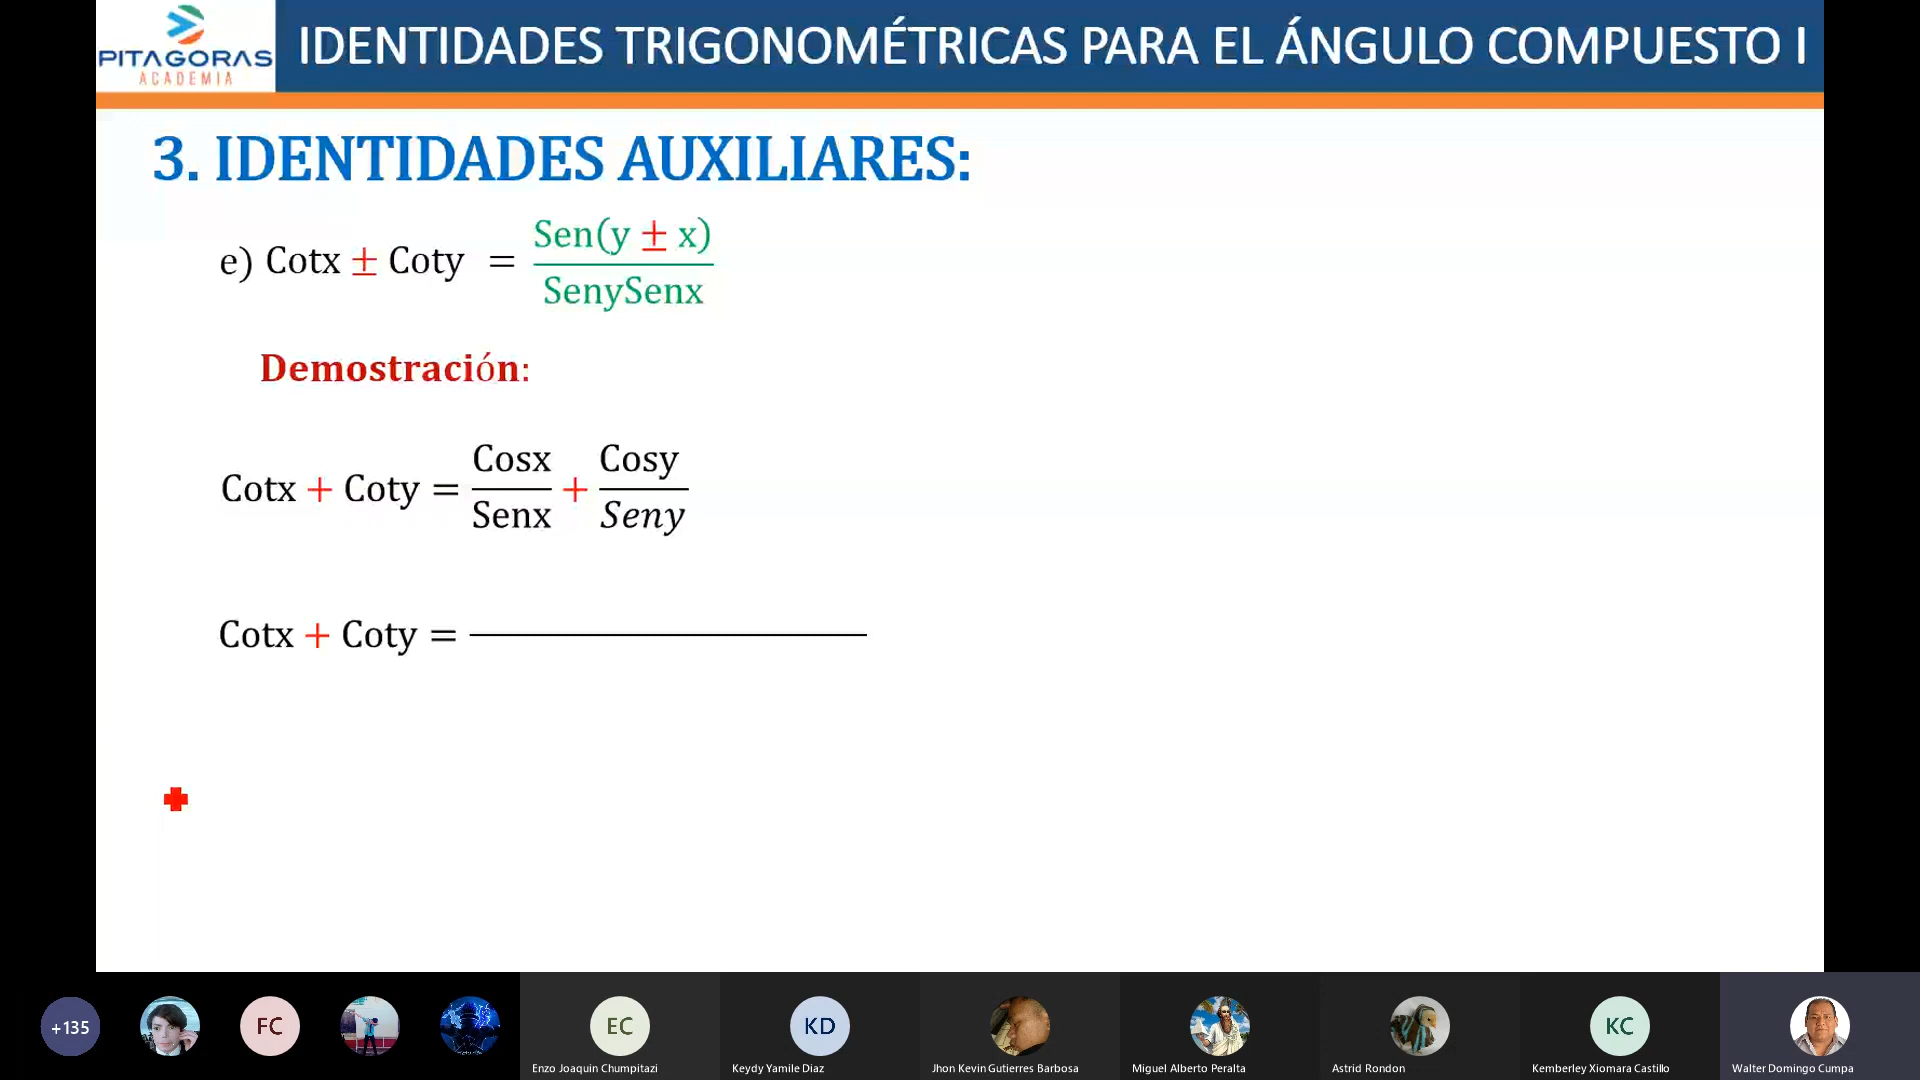 PITAGORAS
ACADEMIA
IDENTIDADES TRIGONOMÉTRICAS PARA EL ÁNGULO COMPUESTO I
3. IDENTIDADES AUXILIARES:
e) Cotx ± Coty = Sen(y ± x) / SenySenx
Demostración:
Cotx + Coty = Cosx / Senx + Cosy / Seny
Cotx + Coty =
+135
FC
EC
KD
KC
Enzo Joaquin Chumpitazi
Keydy Yamile Diaz
Jhon Kevin Gutierres Barbosa
Miguel Alberto Peralta
Astrid Rondon
Kemberley Xiomara Castillo
Walter Domingo Cumpa